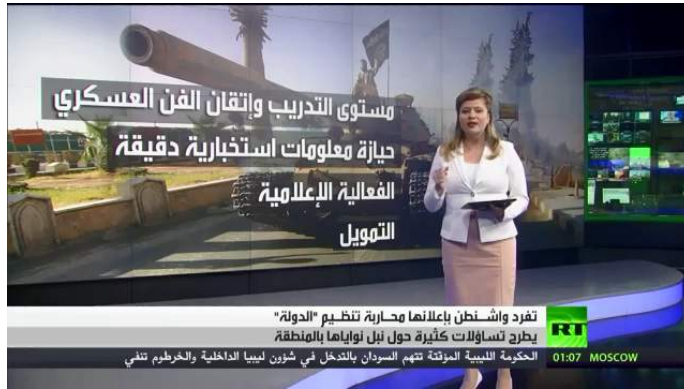 مستوى التدريب وإتقان الفن العسكري
حيازة معلومات استخبارية دقيقة
الفعالية الإعلامية
التمويل
تفرد واشنطن بإعلانها محاربة تنظيم "الدولة"
يطرح تساؤلات كثيرة حول نبل نواياها بالمنطقة
RT
01:07 MOSCOW
الحكومة الليبية المؤقتة تتهم السودان بالتدخل في شؤون ليبيا الداخلية والخرطوم تنفي